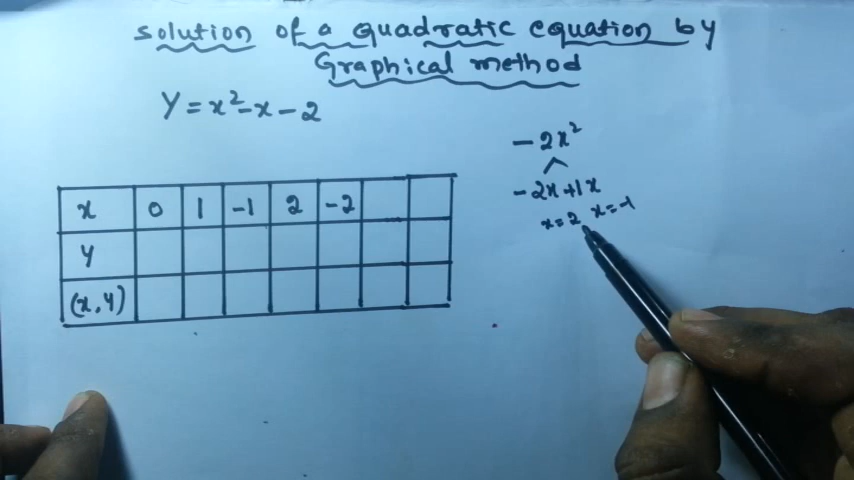 solution of a quadratic equation by
Graphical method
Y = x² - x - 2
- 2x²
- 2x + 1x
x = 2 x = -1
x 0 1 -1 2 -2
y
(x, y)